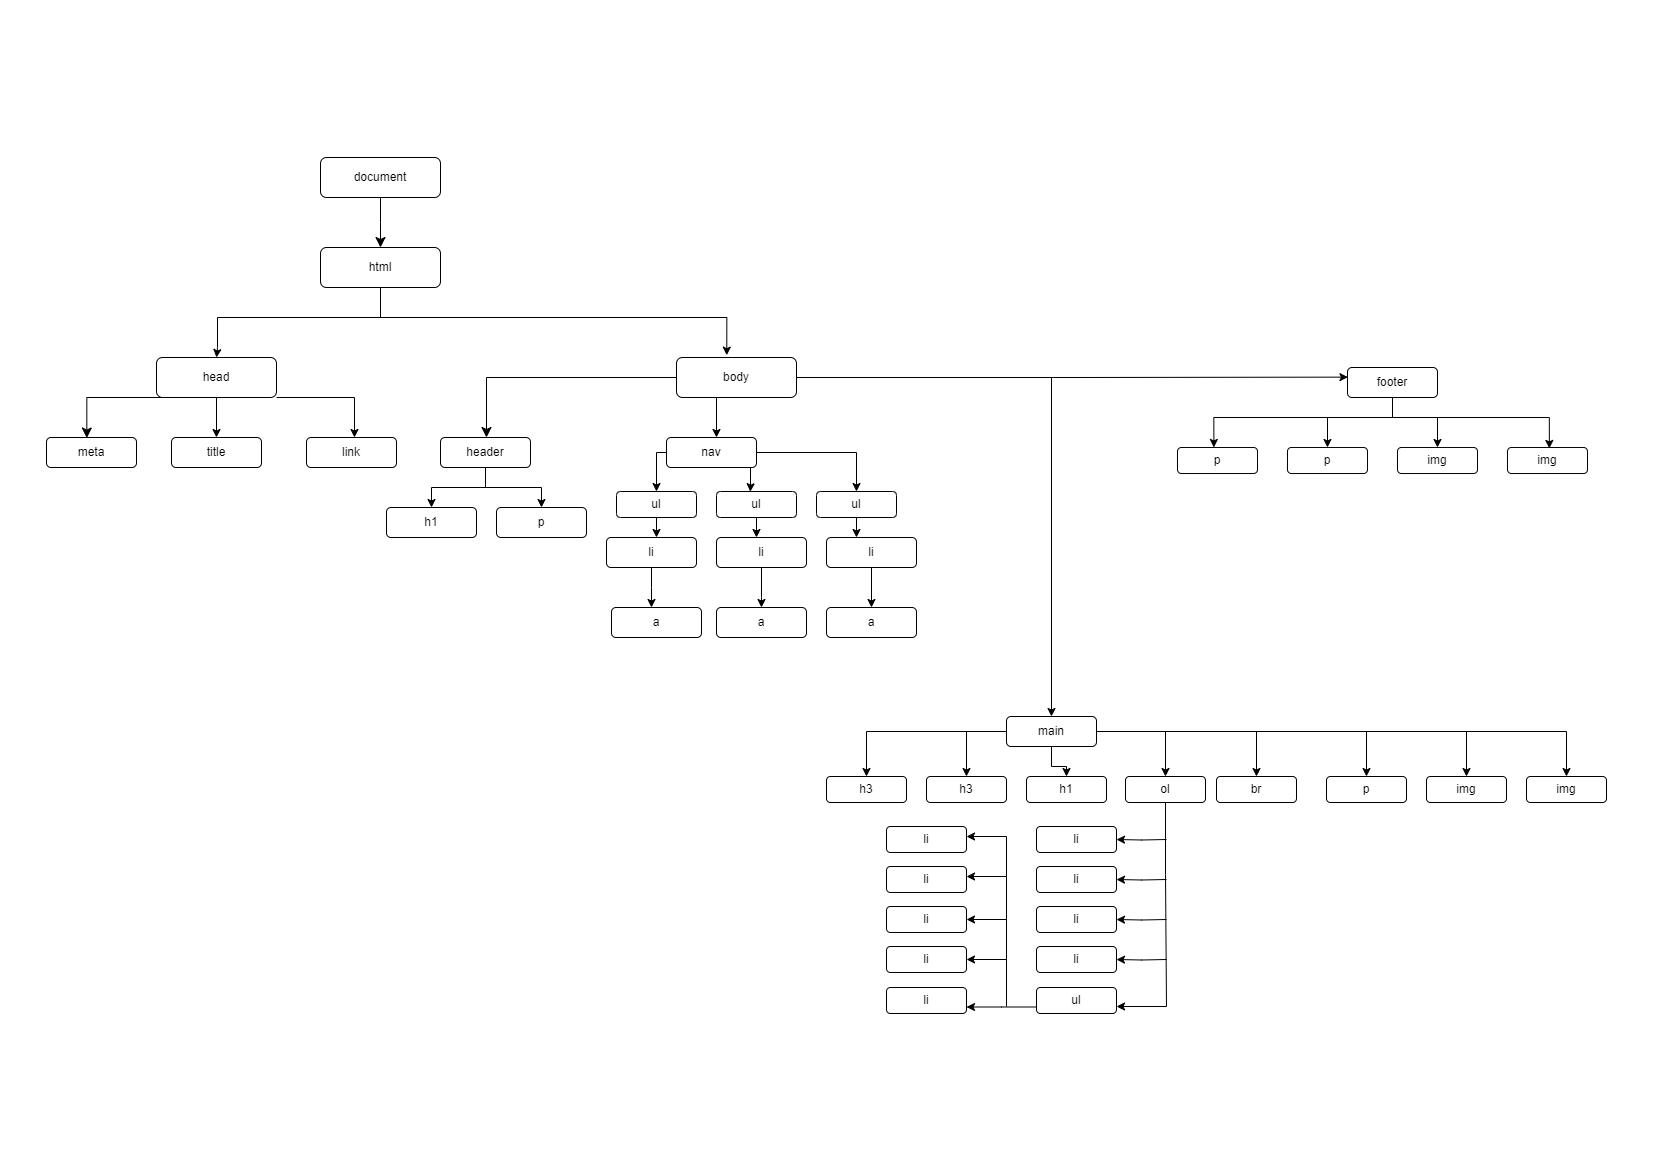 document
html
head
body
footer
meta
title
link
header
nav
p
p
img
img
h1
p
ul
ul
ul
li
li
li
a
a
a
main
h3
h3
h1
ol
br
p
img
img
li
li
li
li
li
li
li
li
li
ul